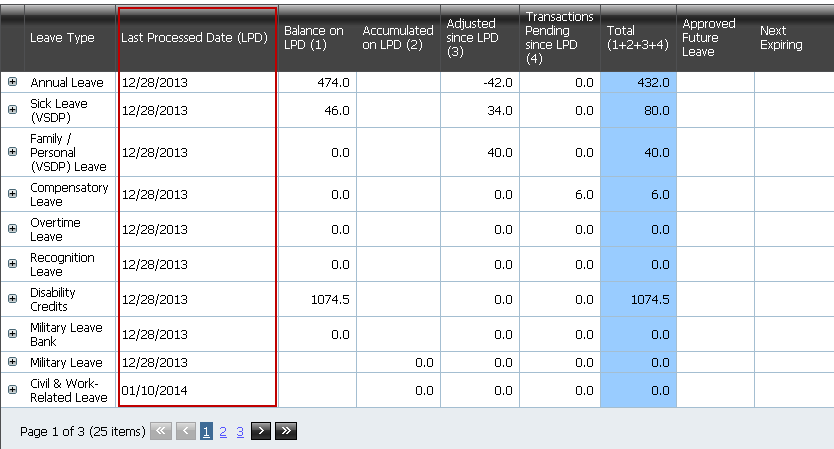 Leave Type Last Processed Date (LPD) Balance on LPD (1) Accumulated on LPD (2) Adjusted since LPD (3) Transactions Pending since LPD (4) Total (1+2+3+4) Approved Future Leave Next Expiring
Annual Leave 12/28/2013 474.0 -42.0 0.0 432.0
Sick Leave (VSDP) 12/28/2013 46.0 34.0 0.0 80.0
Family / Personal (VSDP) Leave 12/28/2013 0.0 40.0 0.0 40.0
Compensatory Leave 12/28/2013 0.0 0.0 6.0 6.0
Overtime Leave 12/28/2013 0.0 0.0 0.0 0.0
Recognition Leave 12/28/2013 0.0 0.0 0.0 0.0
Disability Credits 12/28/2013 1074.5 0.0 0.0 1074.5
Military Leave Bank 12/28/2013 0.0 0.0 0.0 0.0
Military Leave 12/28/2013 0.0 0.0 0.0 0.0
Civil & Work-Related Leave 01/10/2014 0.0 0.0 0.0 0.0
Page 1 of 3 (25 items) « < 1 2 3 > »